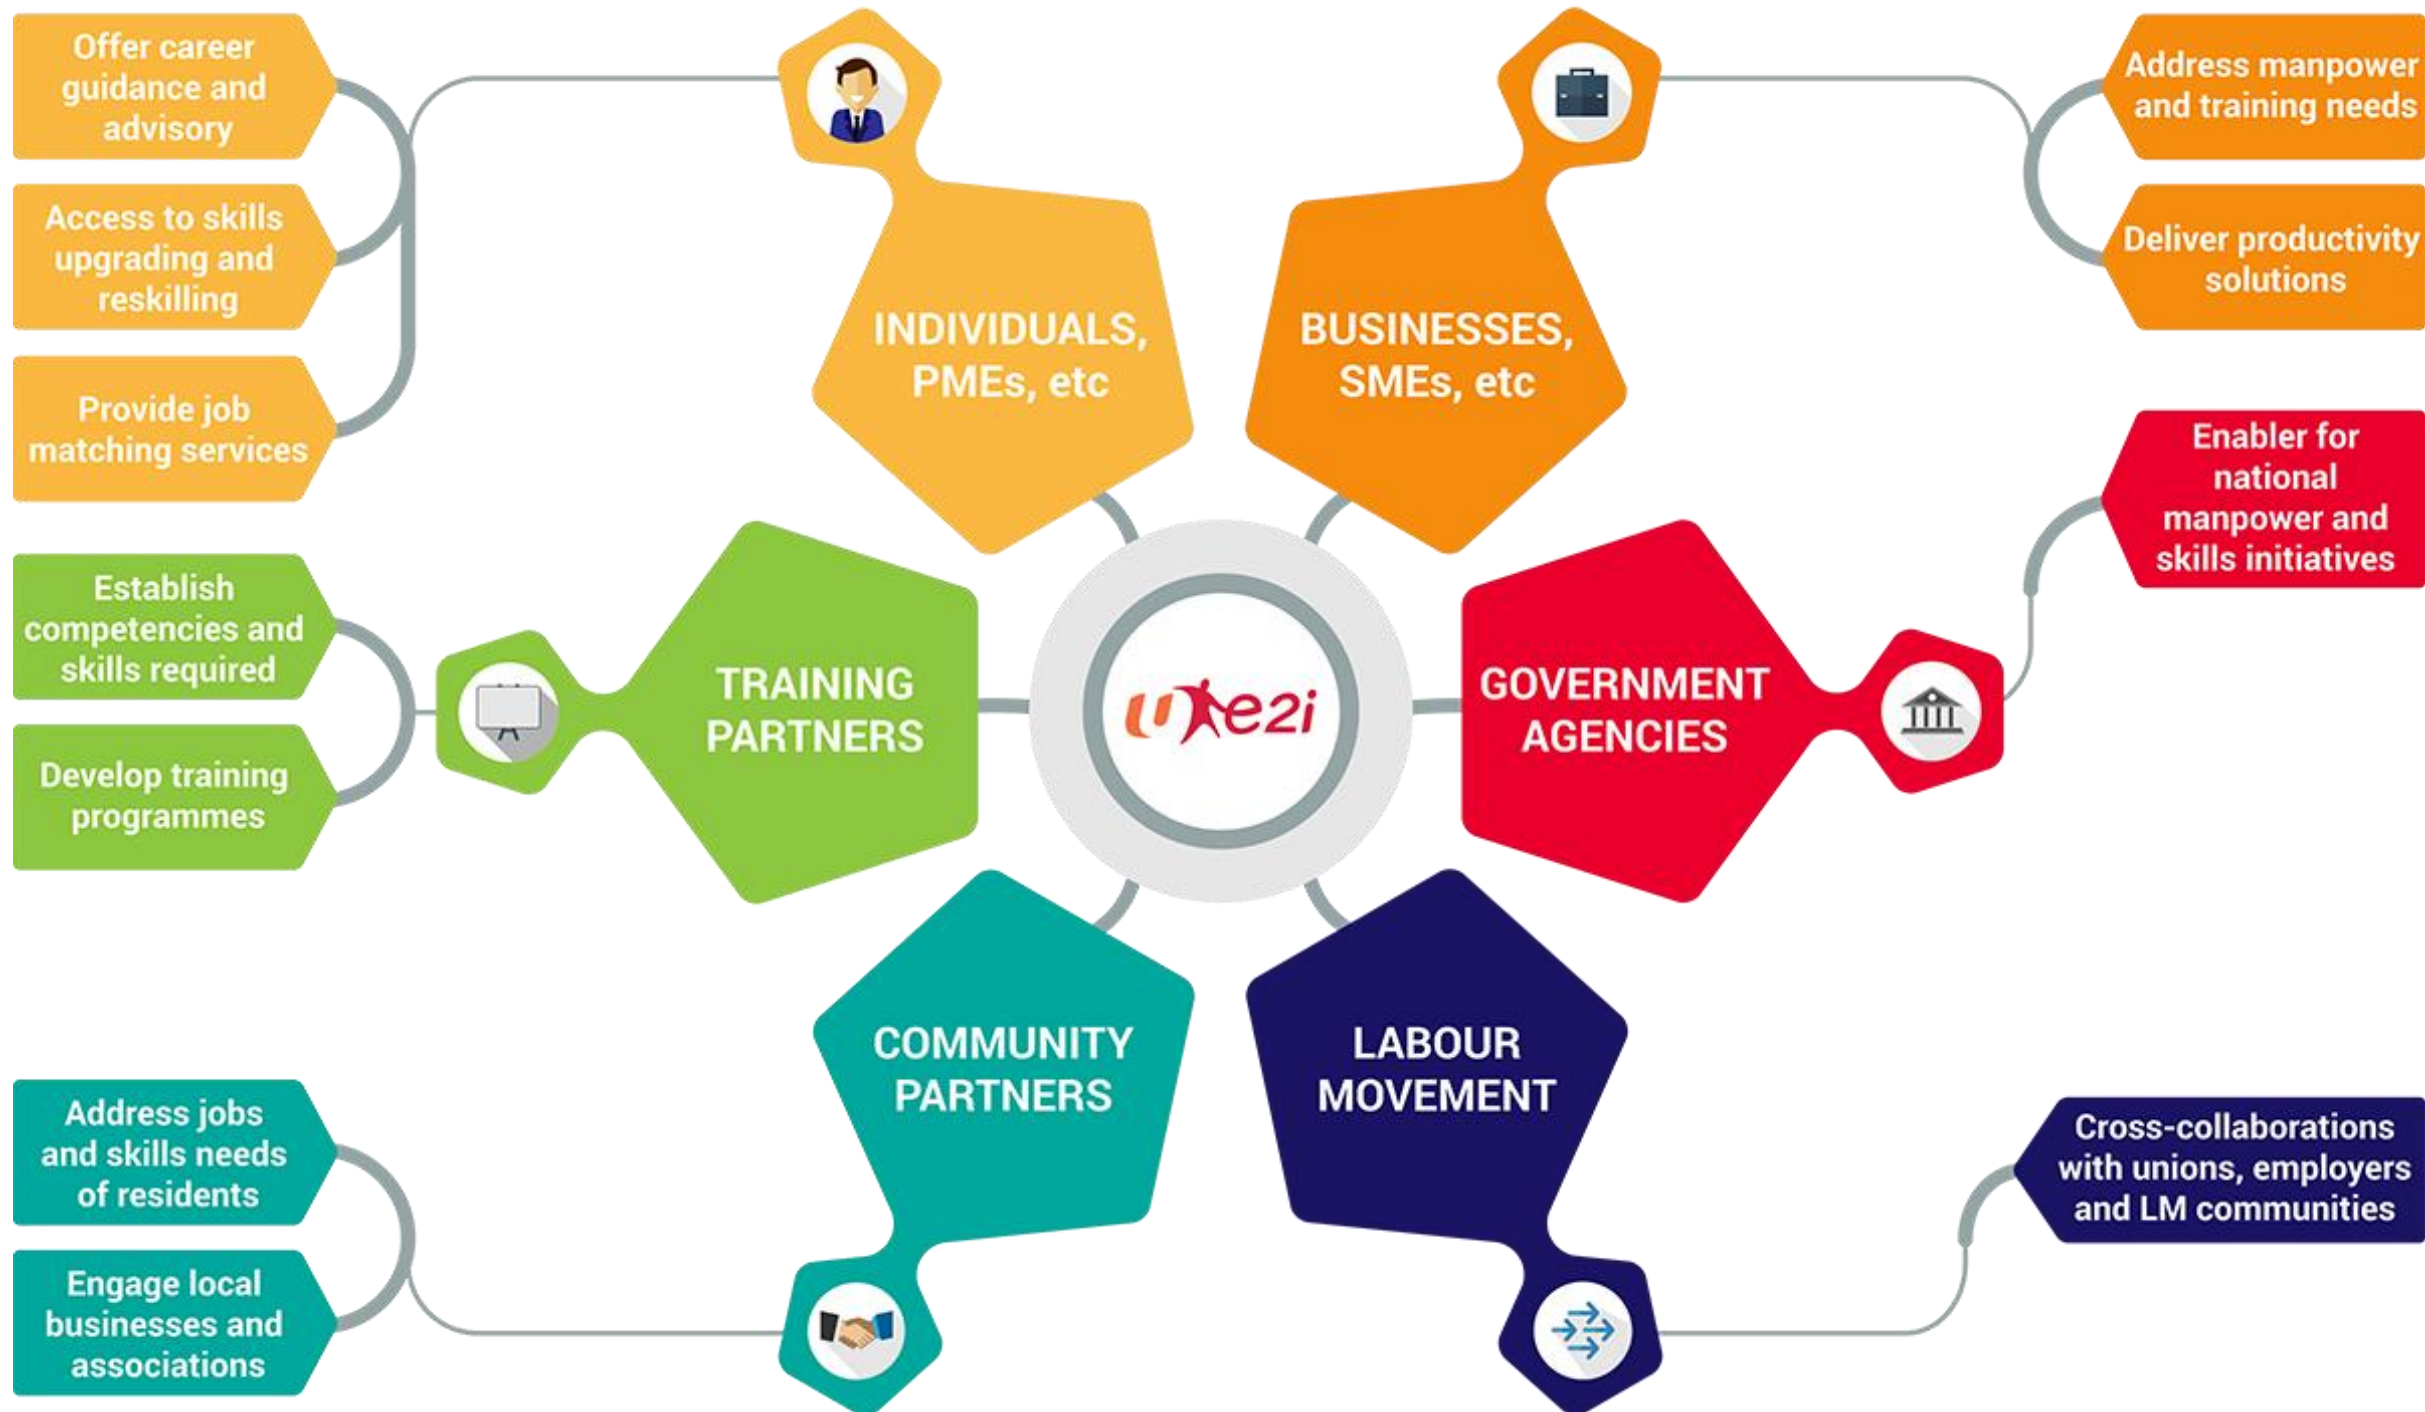 Offer career
guidance and
advisory
Access to skills
upgrading and
reskilling
Provide job
matching services
INDIVIDUALS,
PMEs, etc
BUSINESSES,
SMEs, etc
Address manpower
and training needs
Deliver productivity
solutions
Enabler for
national
manpower and
skills initiatives
Establish
competencies and
skills required
Develop training
programmes
TRAINING
PARTNERS
U e2i
GOVERNMENT
AGENCIES
COMMUNITY
PARTNERS
LABOUR
MOVEMENT
Address jobs
and skills needs
of residents
Engage local
businesses and
associations
Cross-collaborations
with unions, employers
and LM communities